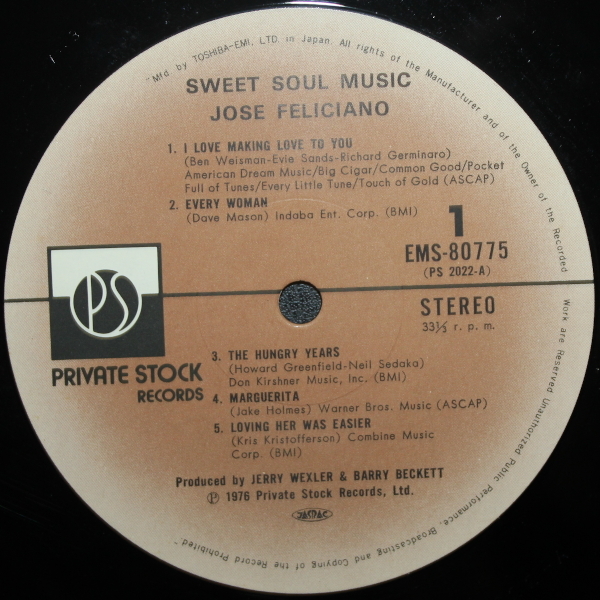 "Mfd by TOSHIBA-EMI, LTD. in Japan. All rights of the Manufacturer and of the Owner of the Recorded Work are Reserved Unauthorized Public Performance, Broadcasting and Copying of the Record Prohibited"
SWEET SOUL MUSIC
JOSE FELICIANO
1. I LOVE MAKING LOVE TO YOU
(Ben Weisman-Evie Sands-Richard Germinaro)
American Dream Music/Big Cigar/Common Good/Pocket
Full of Tunes/Every Little Tune/Touch of Gold (ASCAP)
2. EVERY WOMAN
(Dave Mason) Indaba Ent. Corp. (BMI)
1
EMS-80775
(PS 2022-A)
PS
PRIVATE STOCK
RECORDS
STEREO
33⅓ r. p. m.
3. THE HUNGRY YEARS
(Howard Greenfield-Neil Sedaka)
Don Kirshner Music, Inc. (BMI)
4. MARGUERITA
(Jake Holmes) Warner Bros. Music (ASCAP)
5. LOVING HER WAS EASIER
(Kris Kristofferson) Combine Music
Corp. (BMI)
Produced by JERRY WEXLER & BARRY BECKETT
℗ 1976 Private Stock Records, Ltd.
JASRAC